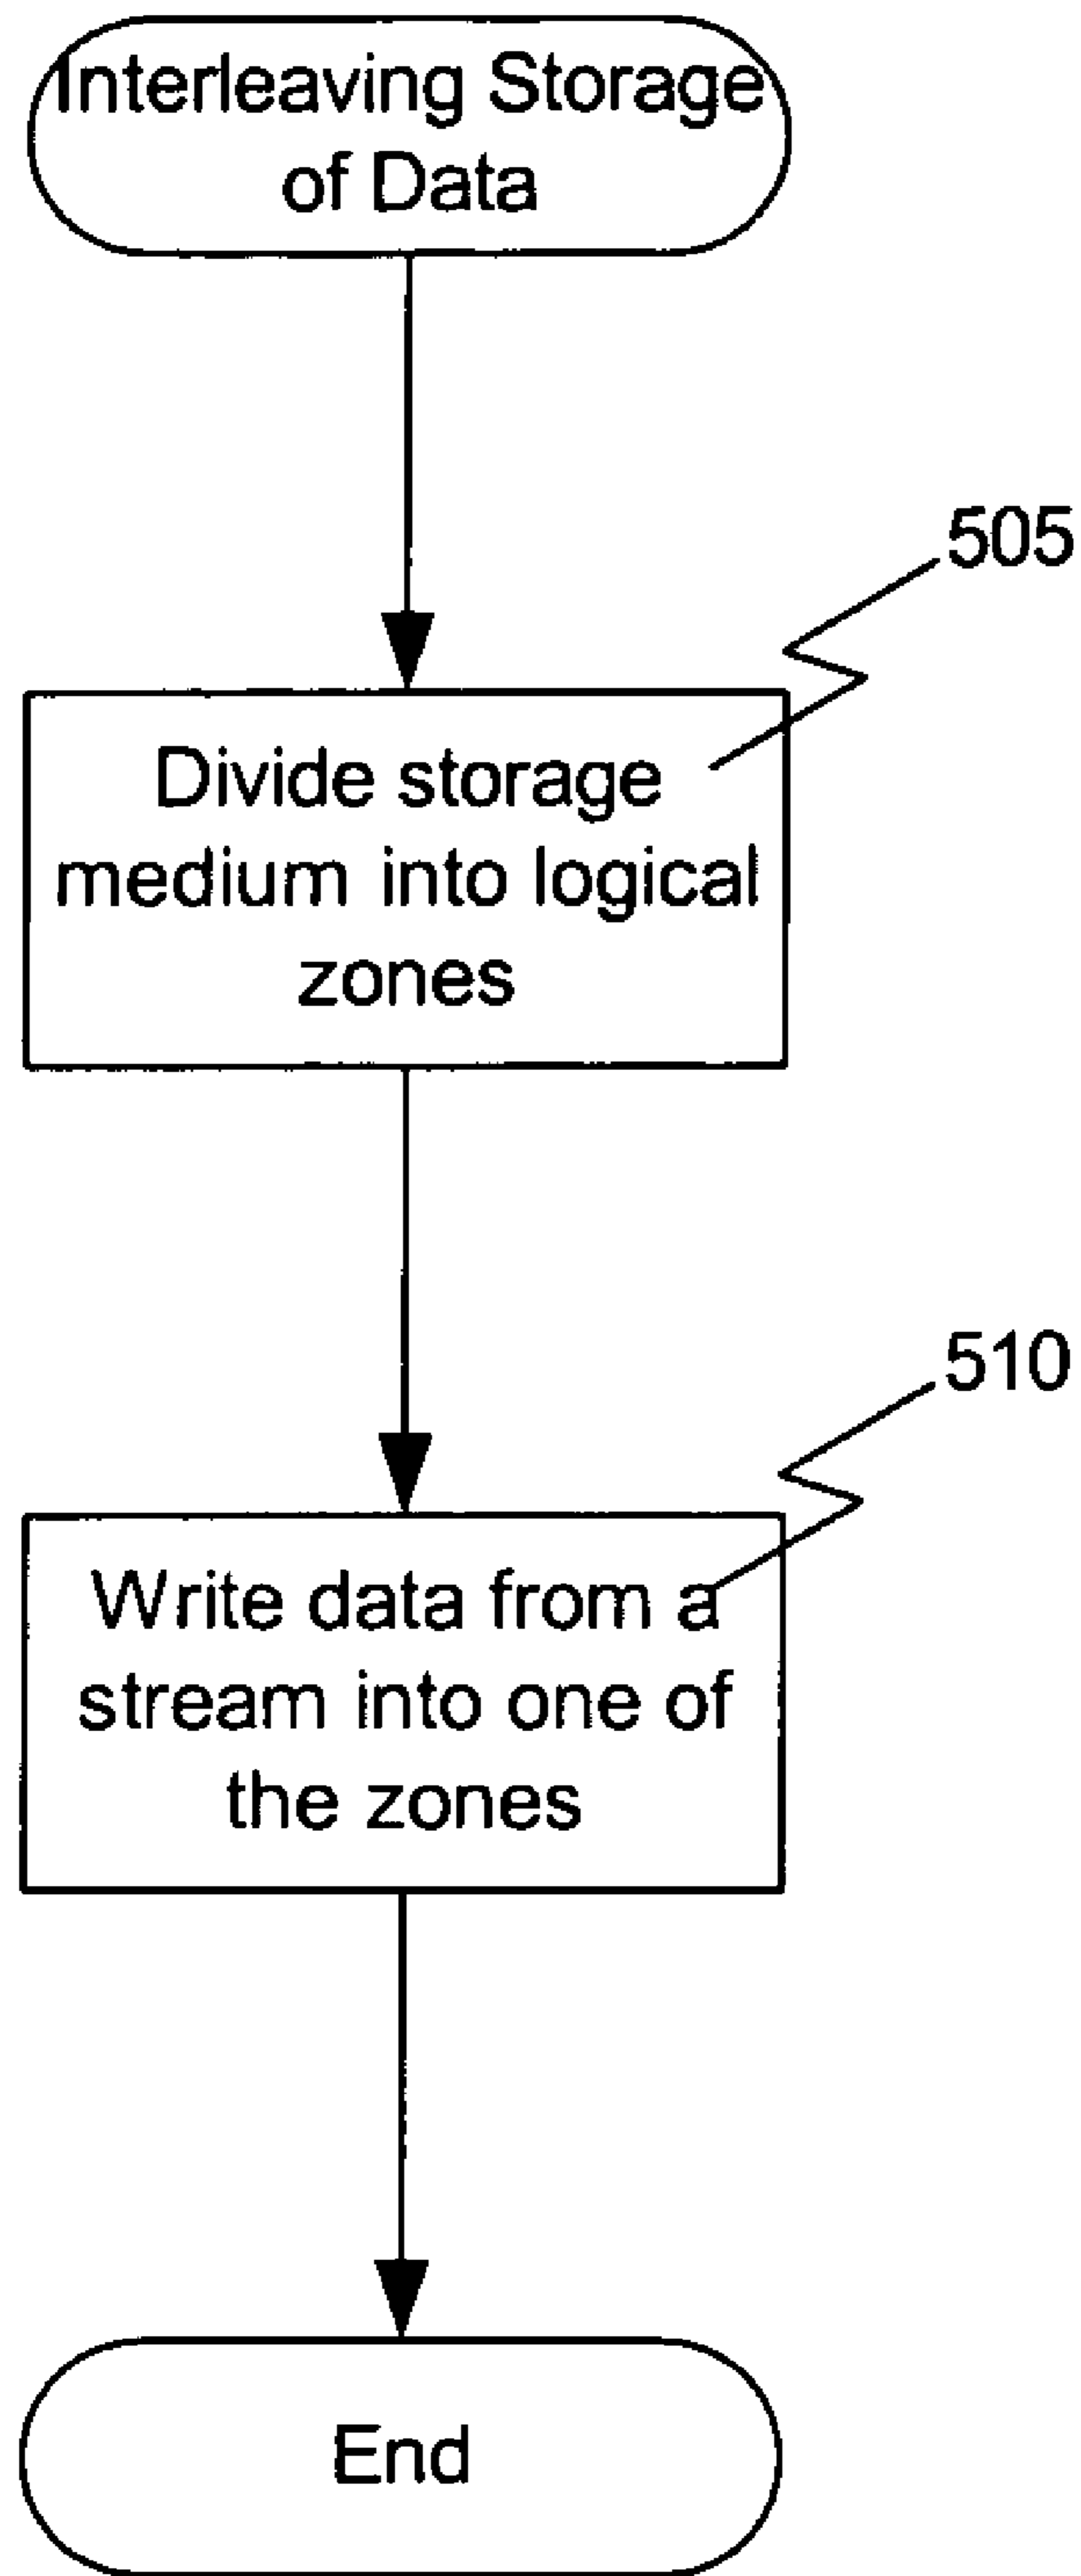 Interleaving Storage
of Data
505
Divide storage
medium into logical
zones
510
Write data from a
stream into one of
the zones
End